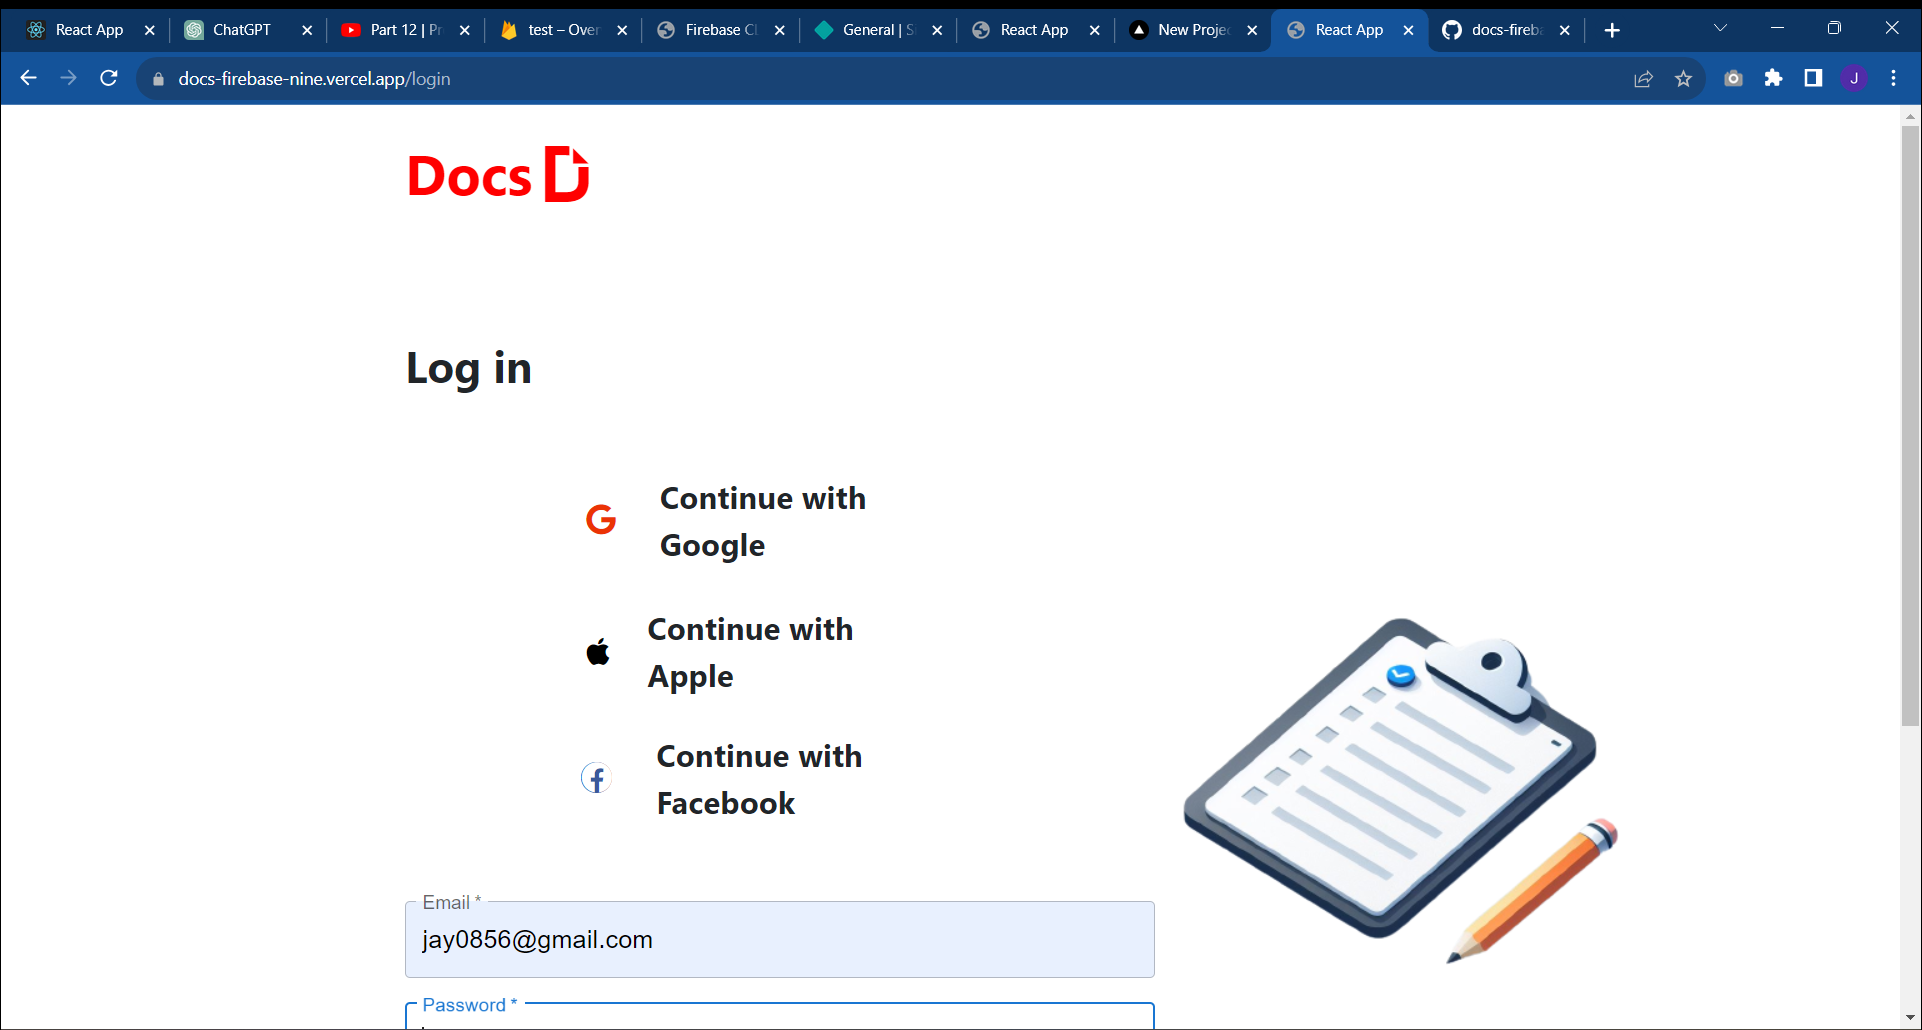 React App
ChatGPT
Part 12 | Pr
test – Over
Firebase CL
General | S
React App
New Projec
React App
docs-fireba
docs-firebase-nine.vercel.app/login
J
Docs
Log in
Continue with
Google
Continue with
Apple
Continue with
Facebook
Email *
jay0856@gmail.com
Password *